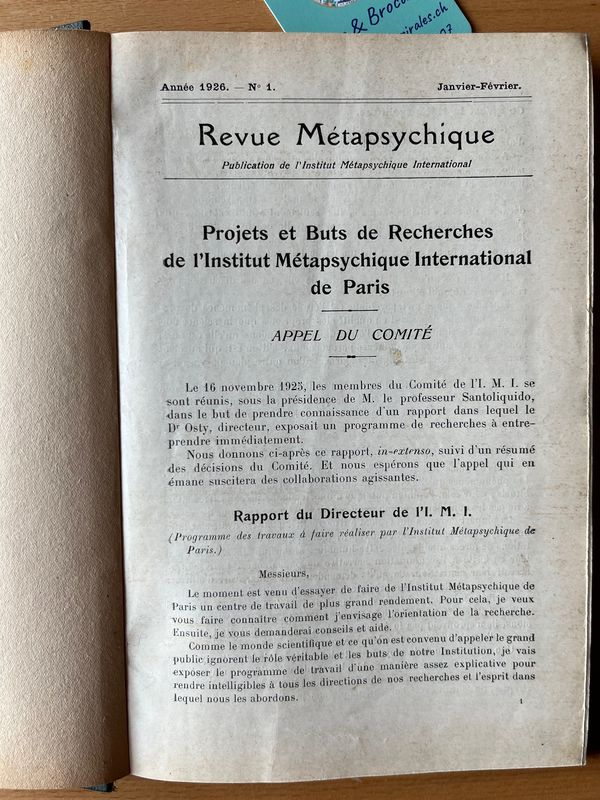 & Broca
irales.ch
07
Année 1926. — N° 1. Janvier-Février.
Revue Métapsychique
Publication de l'Institut Métapsychique International
Projets et Buts de Recherches
de l'Institut Métapsychique International
de Paris
APPEL DU COMITÉ
Le 16 novembre 1925, les membres du Comité de l'I. M. I. se
sont réunis, sous la présidence de M. le professeur Santoliquido,
dans le but de prendre connaissance d'un rapport dans lequel le
Dr Osty, directeur, exposait un programme de recherches à entre-
prendre immédiatement.
Nous donnons ci-après ce rapport, in-extenso, suivi d'un résumé
des décisions du Comité. Et nous espérons que l'appel qui en
émane suscitera des collaborations agissantes.
Rapport du Directeur de l'I. M. I.
(Programme des travaux à faire réaliser par l'Institut Métapsychique de
Paris.)
Messieurs,
Le moment est venu d'essayer de faire de l'Institut Métapsychique de
Paris un centre de travail de plus grand rendement. Pour cela, je veux
vous faire connaître comment j'envisage l'orientation de la recherche.
Ensuite, je vous demanderai conseils et aide.
Comme le monde scientifique et ce qu'on est convenu d'appeler le grand
public ignorent le rôle véritable et les buts de notre Institution, je vais
exposer le programme de travail d'une manière assez explicative pour
rendre intelligibles à tous les directions de nos recherches et l'esprit dans
lequel nous les abordons.
1